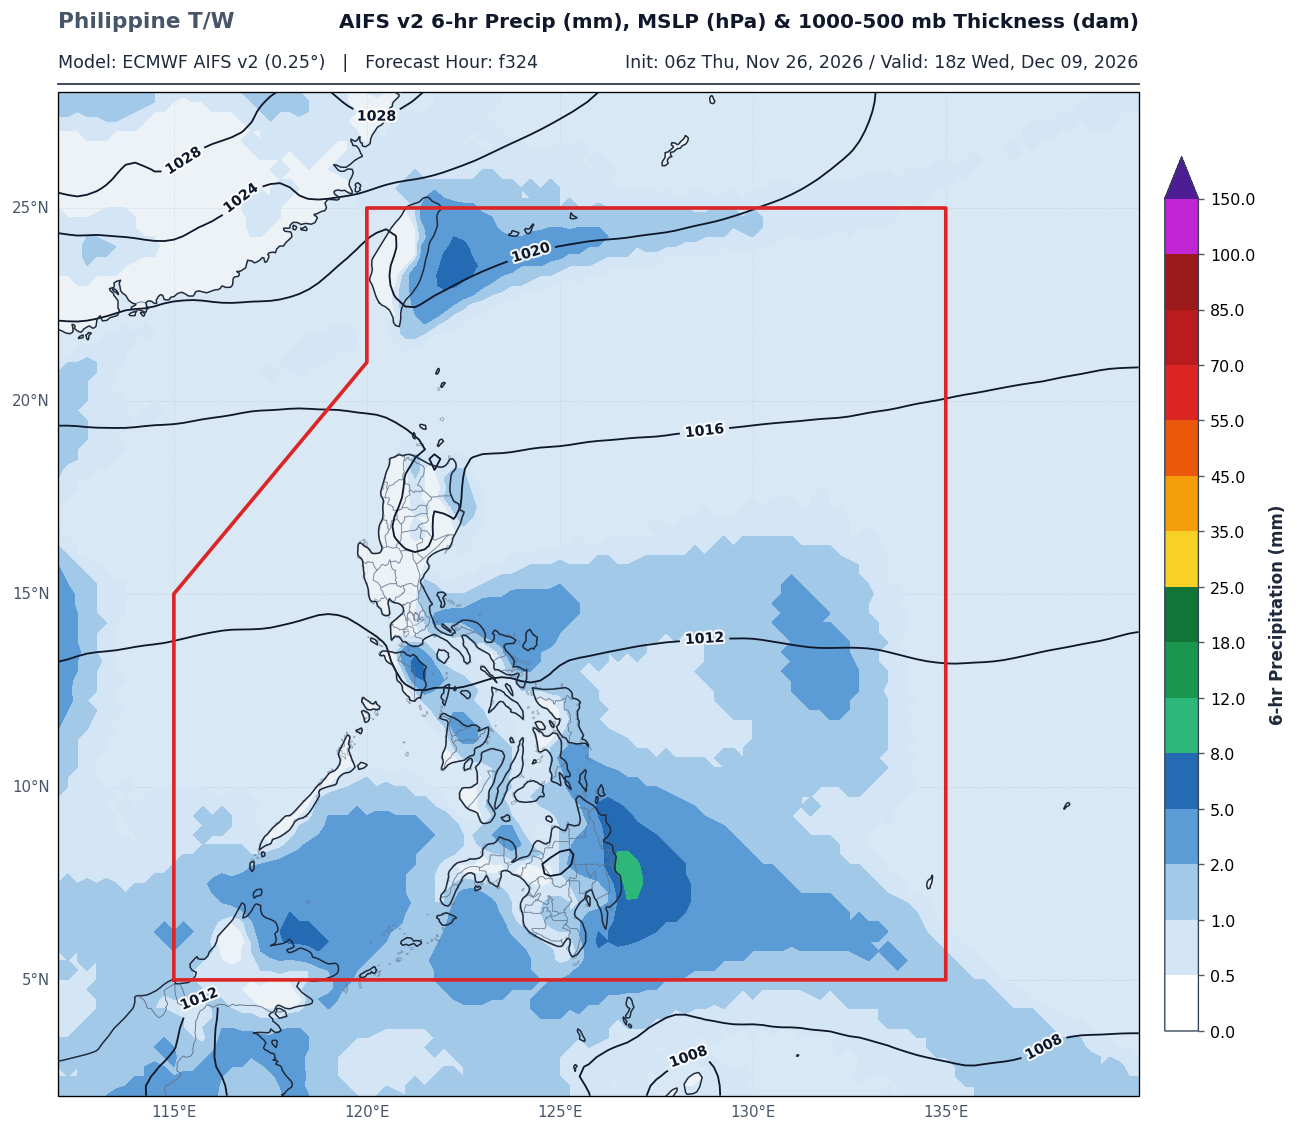 Philippine T/W
AIFS v2 6-hr Precip (mm), MSLP (hPa) & 1000-500 mb Thickness (dam)
Model: ECMWF AIFS v2 (0.25°)   |   Forecast Hour: f324
Init: 06z Thu, Nov 26, 2026 / Valid: 18z Wed, Dec 09, 2026
1028
1028
1024
1020
1016
1012
1012
1008
1008
25°N
20°N
15°N
10°N
5°N
115°E
120°E
125°E
130°E
135°E
150.0
100.0
85.0
70.0
55.0
45.0
35.0
25.0
18.0
12.0
8.0
5.0
2.0
1.0
0.5
0.0
6-hr Precipitation (mm)